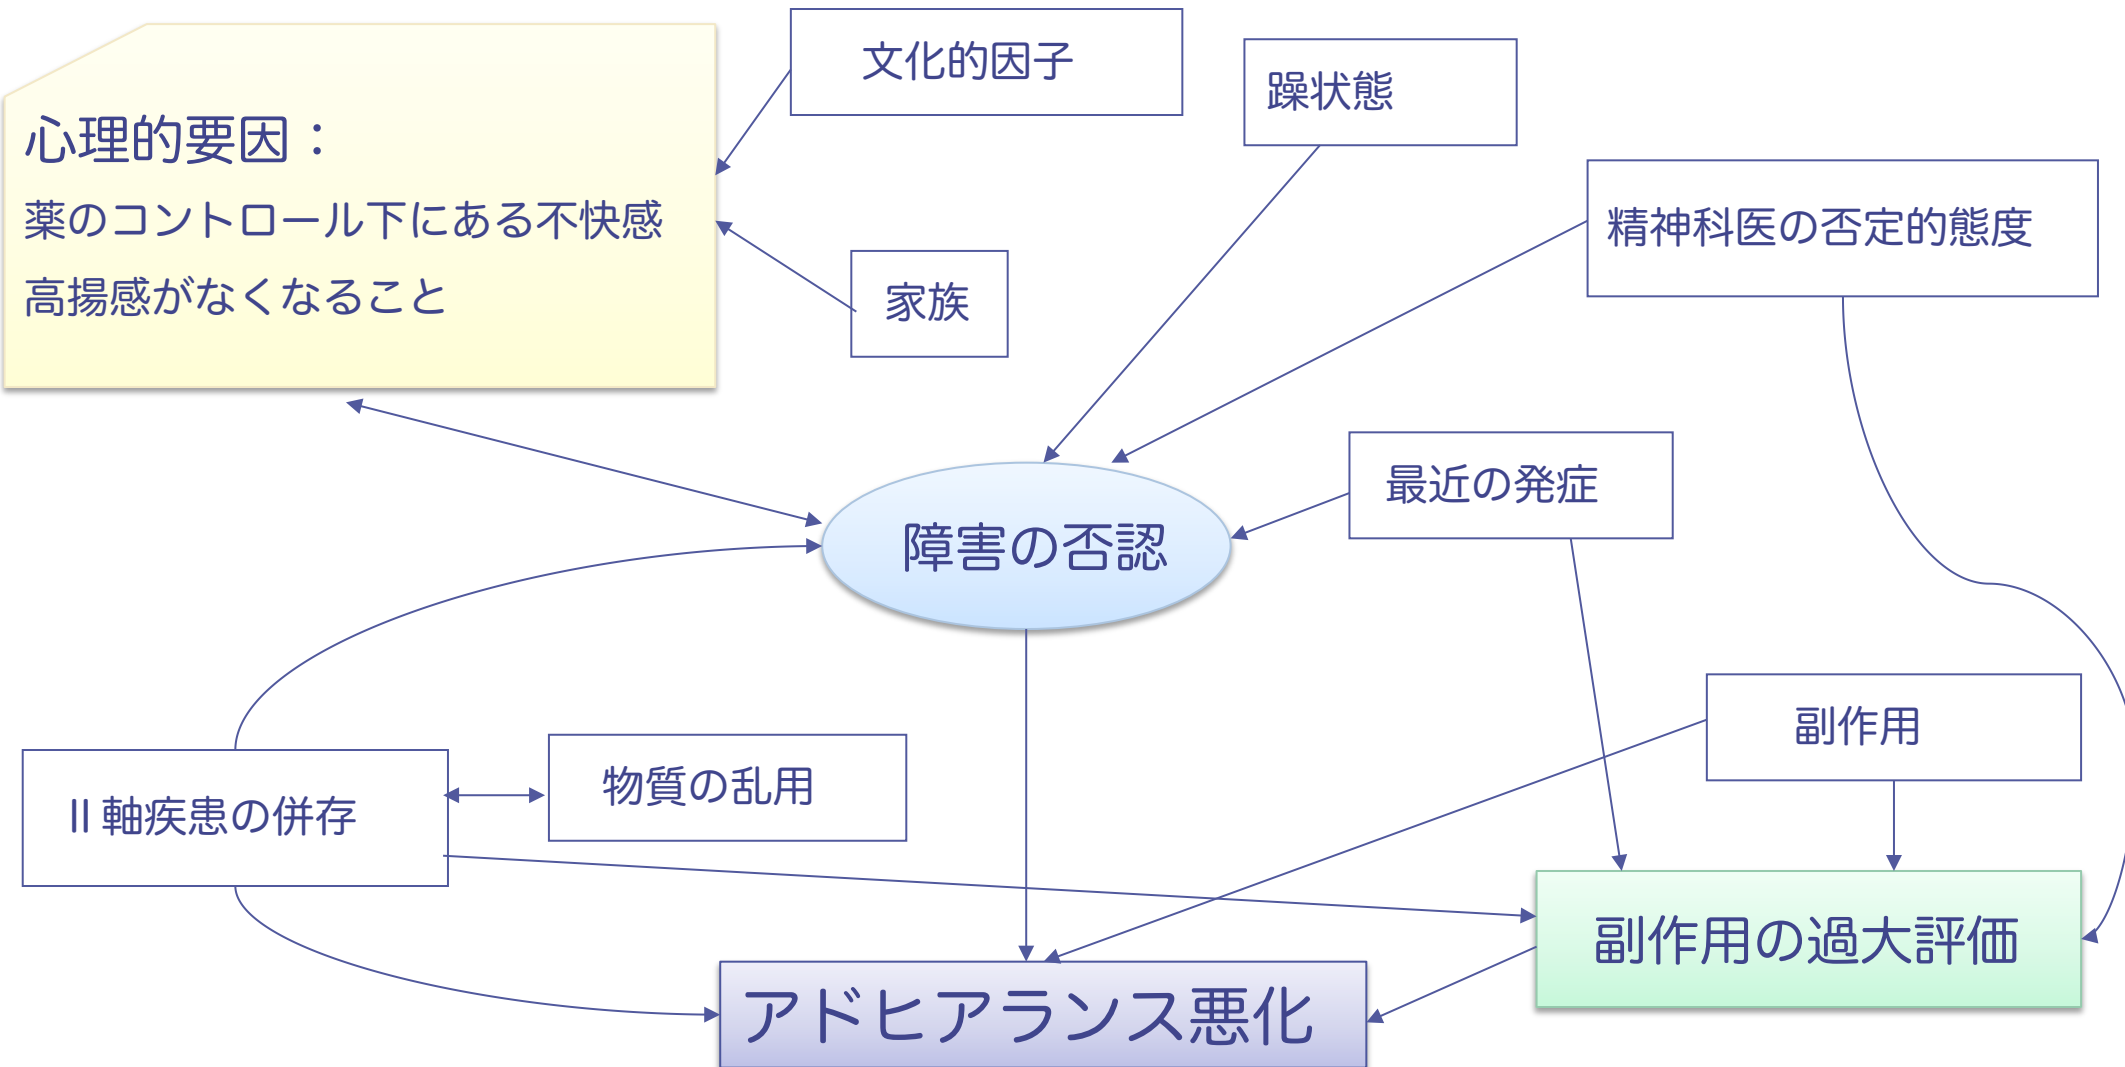 文化的因子
躁状態
心理的要因：
薬のコントロール下にある不快感
高揚感がなくなること
精神科医の否定的態度
家族
最近の発症
障害の否認
副作用
物質の乱用
Ⅱ軸疾患の併存
副作用の過大評価
アドヒアランス悪化